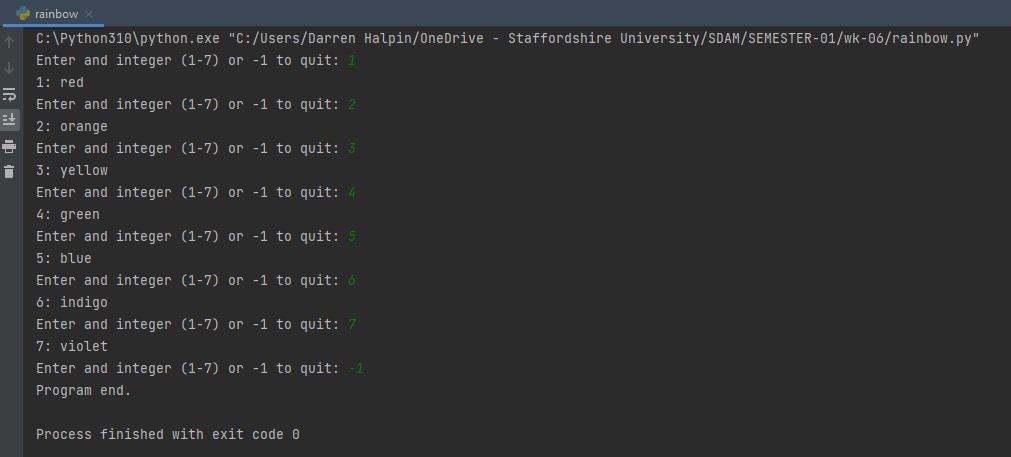 rainbow
C:\Python310\python.exe "C:/Users/Darren Halpin/OneDrive - Staffordshire University/SDAM/SEMESTER-01/wk-06/rainbow.py"
Enter and integer (1-7) or -1 to quit: 1
1: red
Enter and integer (1-7) or -1 to quit: 2
2: orange
Enter and integer (1-7) or -1 to quit: 3
3: yellow
Enter and integer (1-7) or -1 to quit: 4
4: green
Enter and integer (1-7) or -1 to quit: 5
5: blue
Enter and integer (1-7) or -1 to quit: 6
6: indigo
Enter and integer (1-7) or -1 to quit: 7
7: violet
Enter and integer (1-7) or -1 to quit: -1
Program end.
Process finished with exit code 0